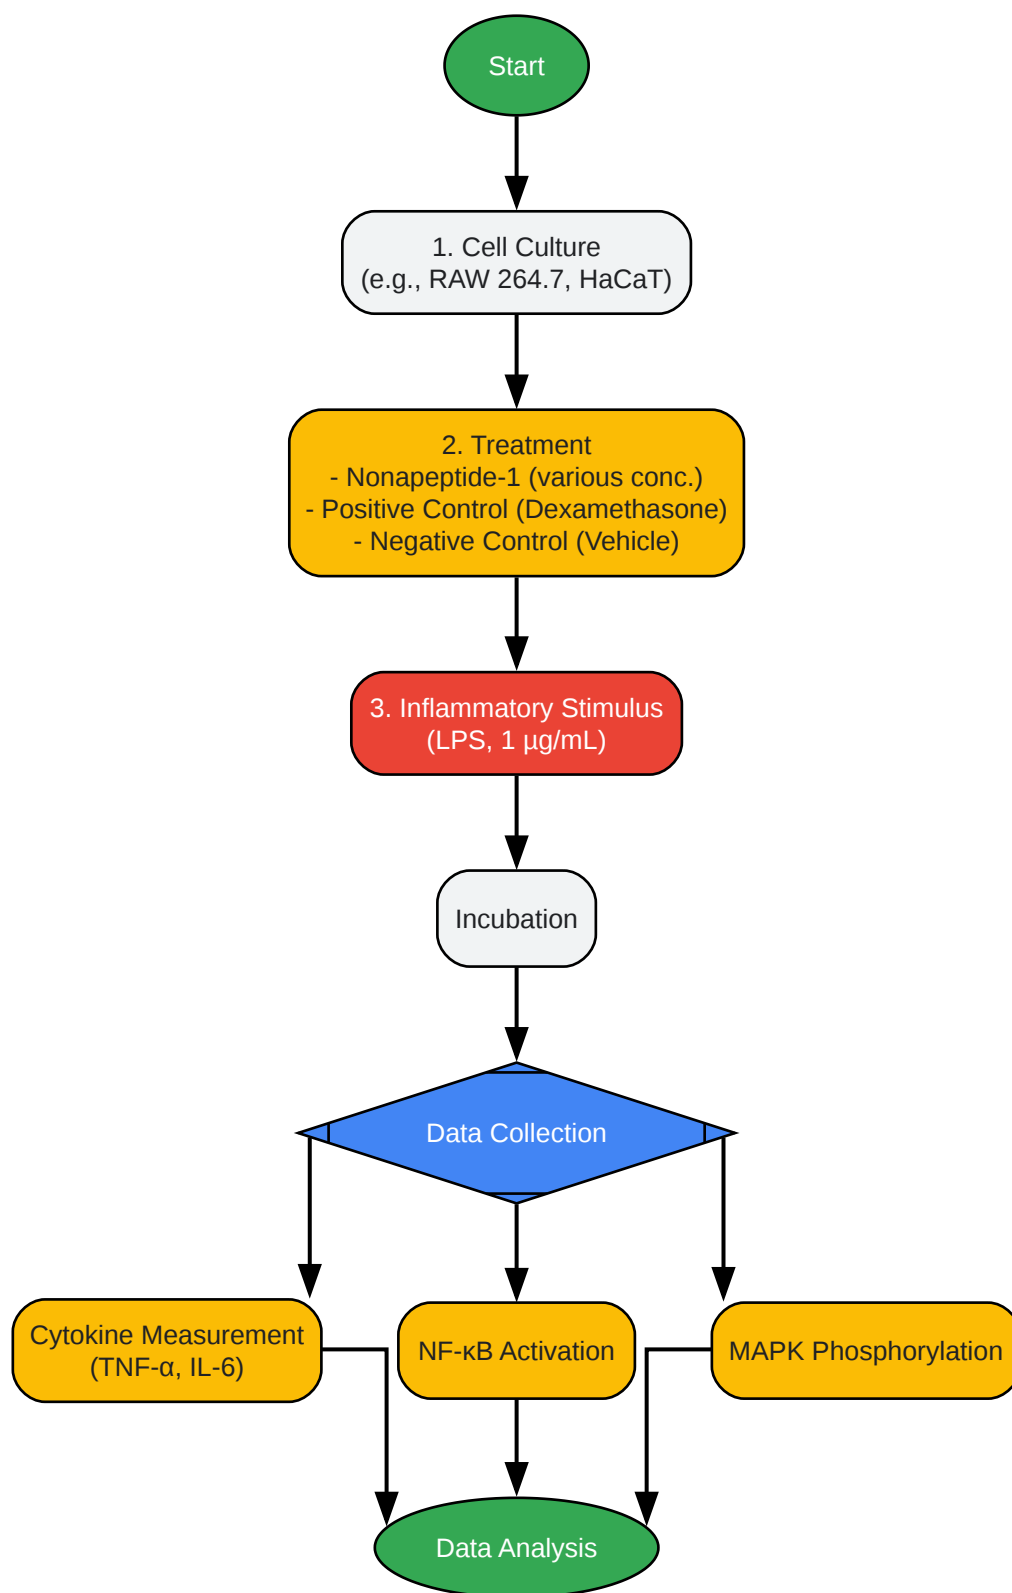 Start
1. Cell Culture
(e.g., RAW 264.7, HaCaT)
2. Treatment
- Nonapeptide-1 (various conc.)
- Positive Control (Dexamethasone)
- Negative Control (Vehicle)
3. Inflammatory Stimulus
(LPS, 1 µg/mL)
Incubation
Data Collection
Cytokine Measurement
(TNF-α, IL-6)
NF-κB Activation
MAPK Phosphorylation
Data Analysis